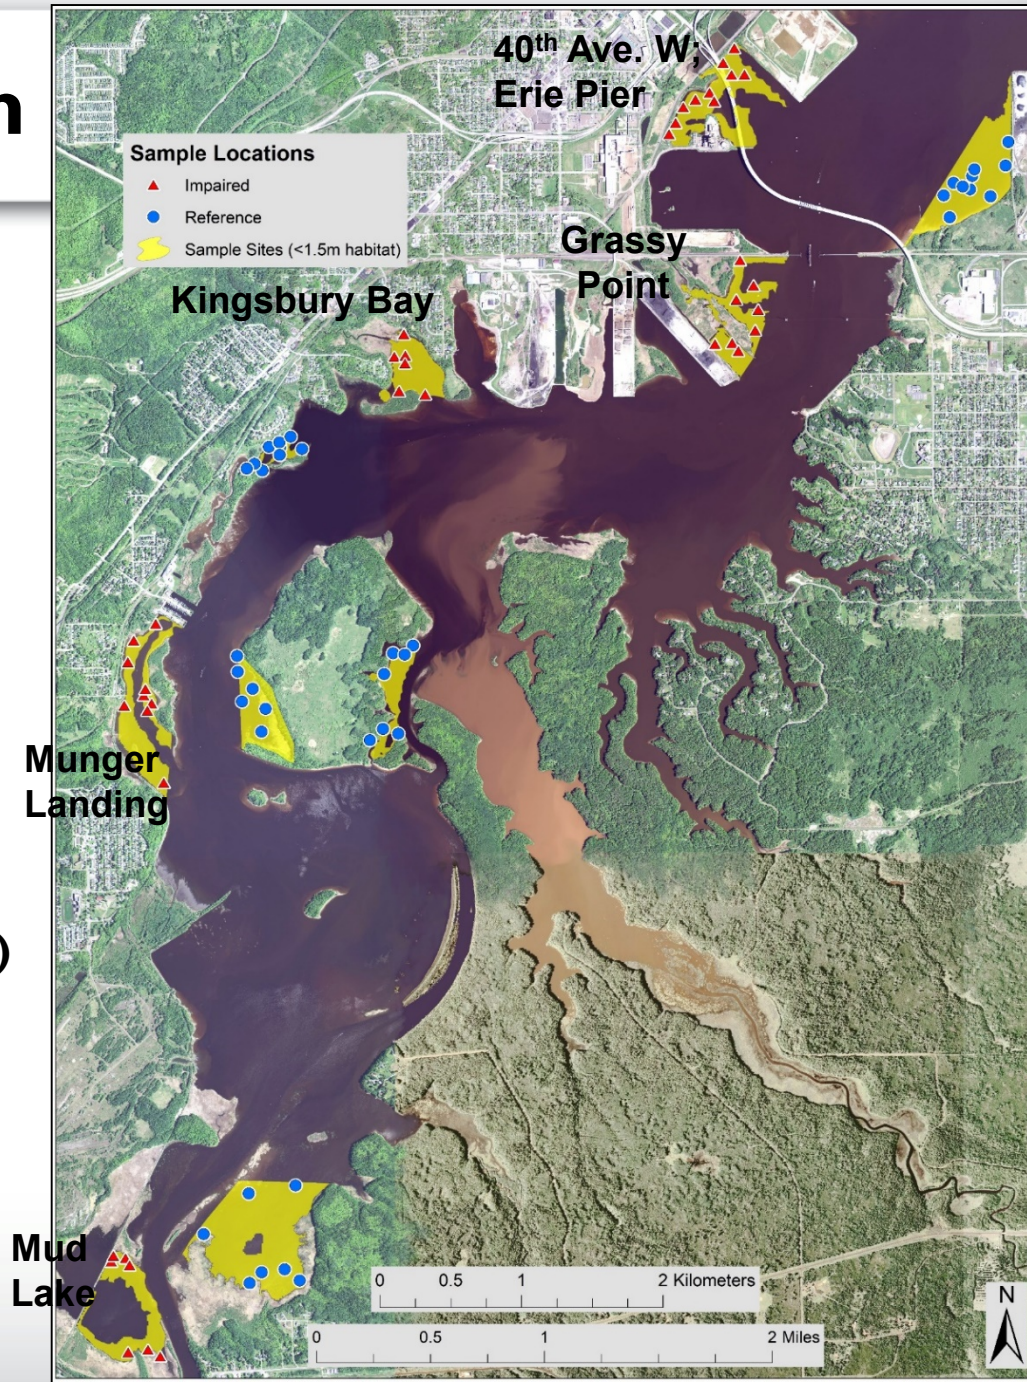 n
40th Ave. W;
Erie Pier
Sample Locations
Impaired
Reference
Sample Sites (<1.5m habitat)
Grassy
Point
Kingsbury Bay
Munger
Landing
)
Mud
Lake
0 0.5 1 2 Kilometers
0 0.5 1 2 Miles
N